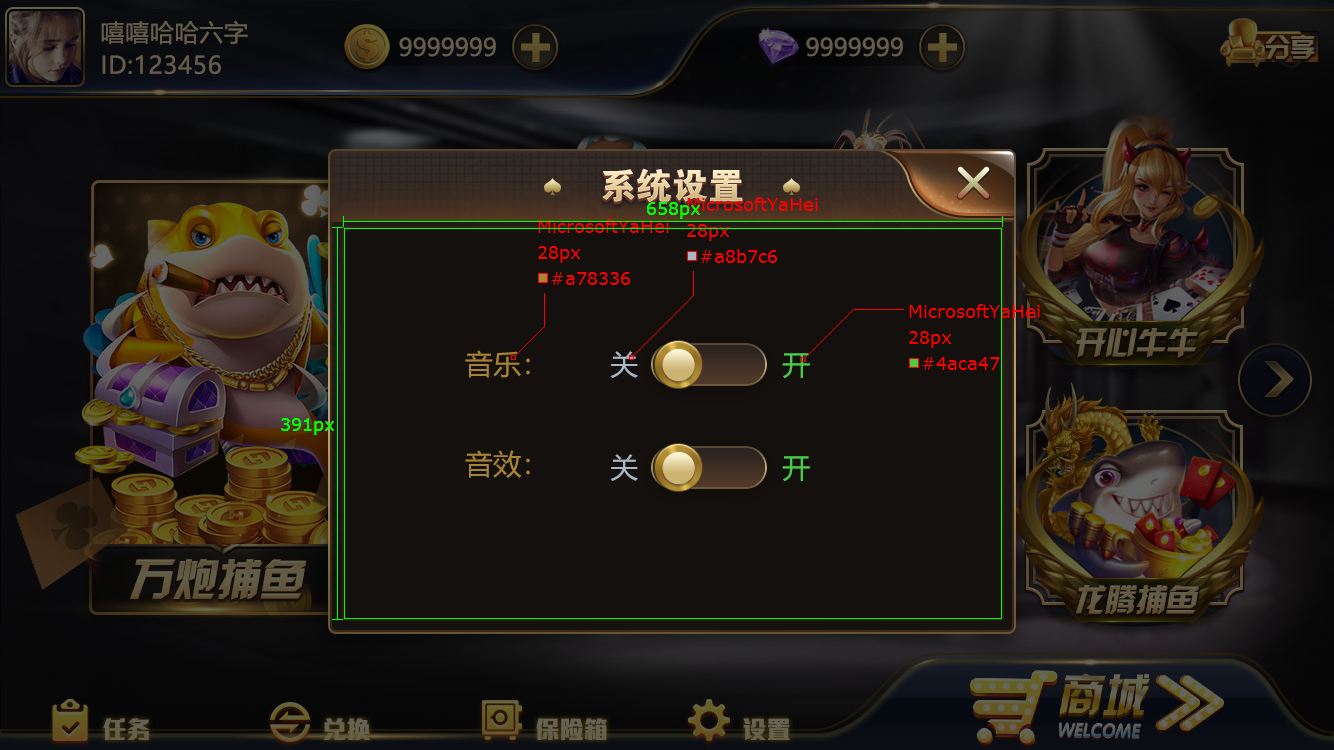 嘻嘻哈哈六字
ID:123456
9999999
9999999
分享
系统设置
658px
MicrosoftYaHei
28px
#a8b7c6
MicrosoftYaHei
28px
#a78336
MicrosoftYaHei
28px
#4aca47
音乐：
关
开
391px
音效：
关
开
开心牛牛
万炮捕鱼
龙腾捕鱼
任务
兑换
保险箱
设置
商城
WELCOME